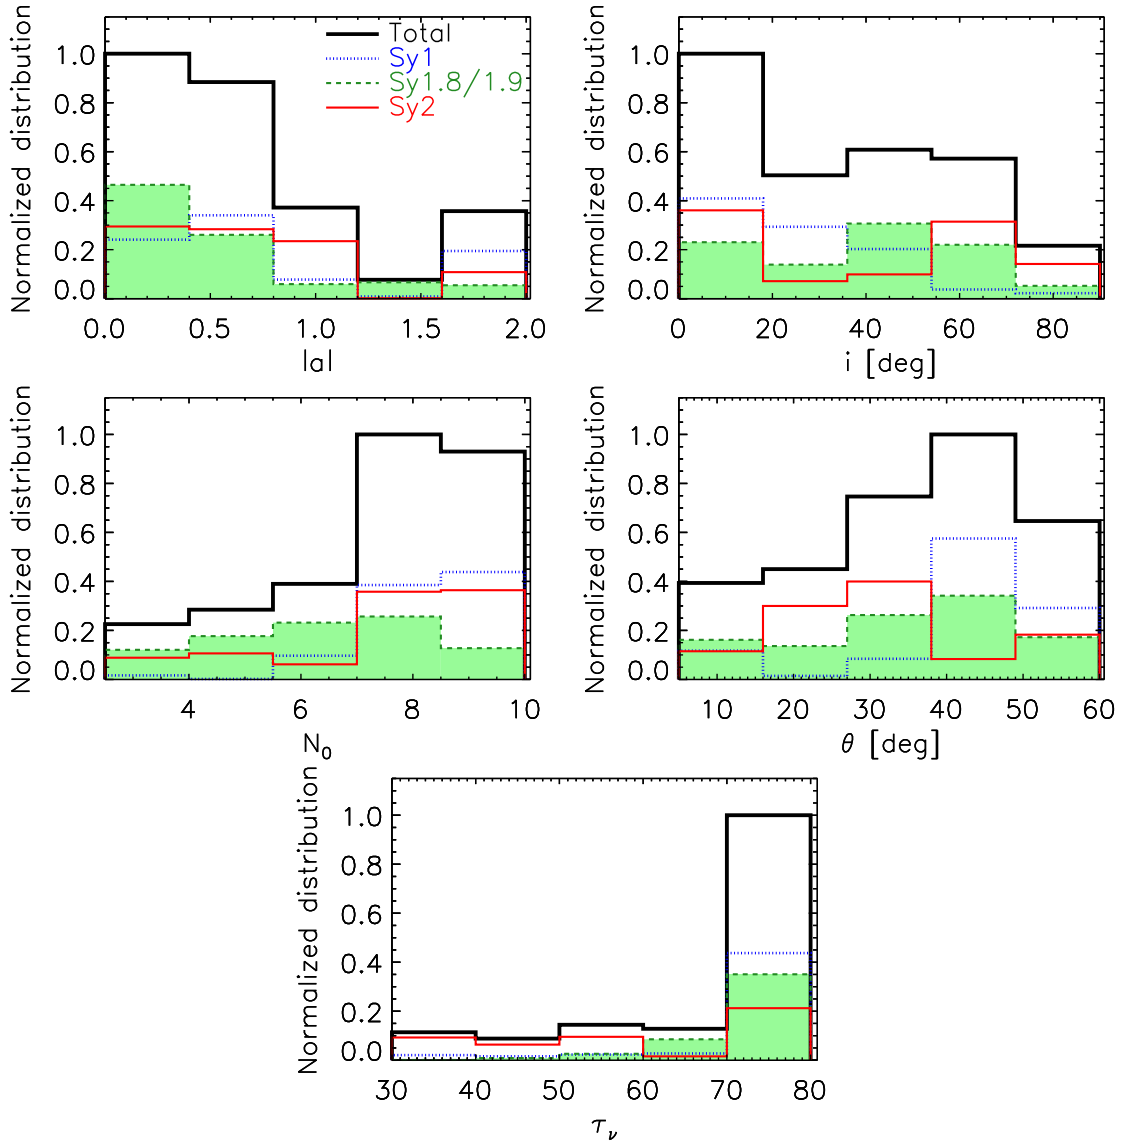 Total
Sy1
Sy1.8/1.9
Sy2
Normalized distribution
1.0
0.8
0.6
0.4
0.2
0.0
0.0 0.5 1.0 1.5 2.0
|a|
Normalized distribution
1.0
0.8
0.6
0.4
0.2
0.0
0 20 40 60 80
i [deg]
Normalized distribution
1.0
0.8
0.6
0.4
0.2
0.0
4 6 8 10
N₀
Normalized distribution
1.0
0.8
0.6
0.4
0.2
0.0
10 20 30 40 50 60
θ [deg]
Normalized distribution
1.0
0.8
0.6
0.4
0.2
0.0
30 40 50 60 70 80
τ_ν